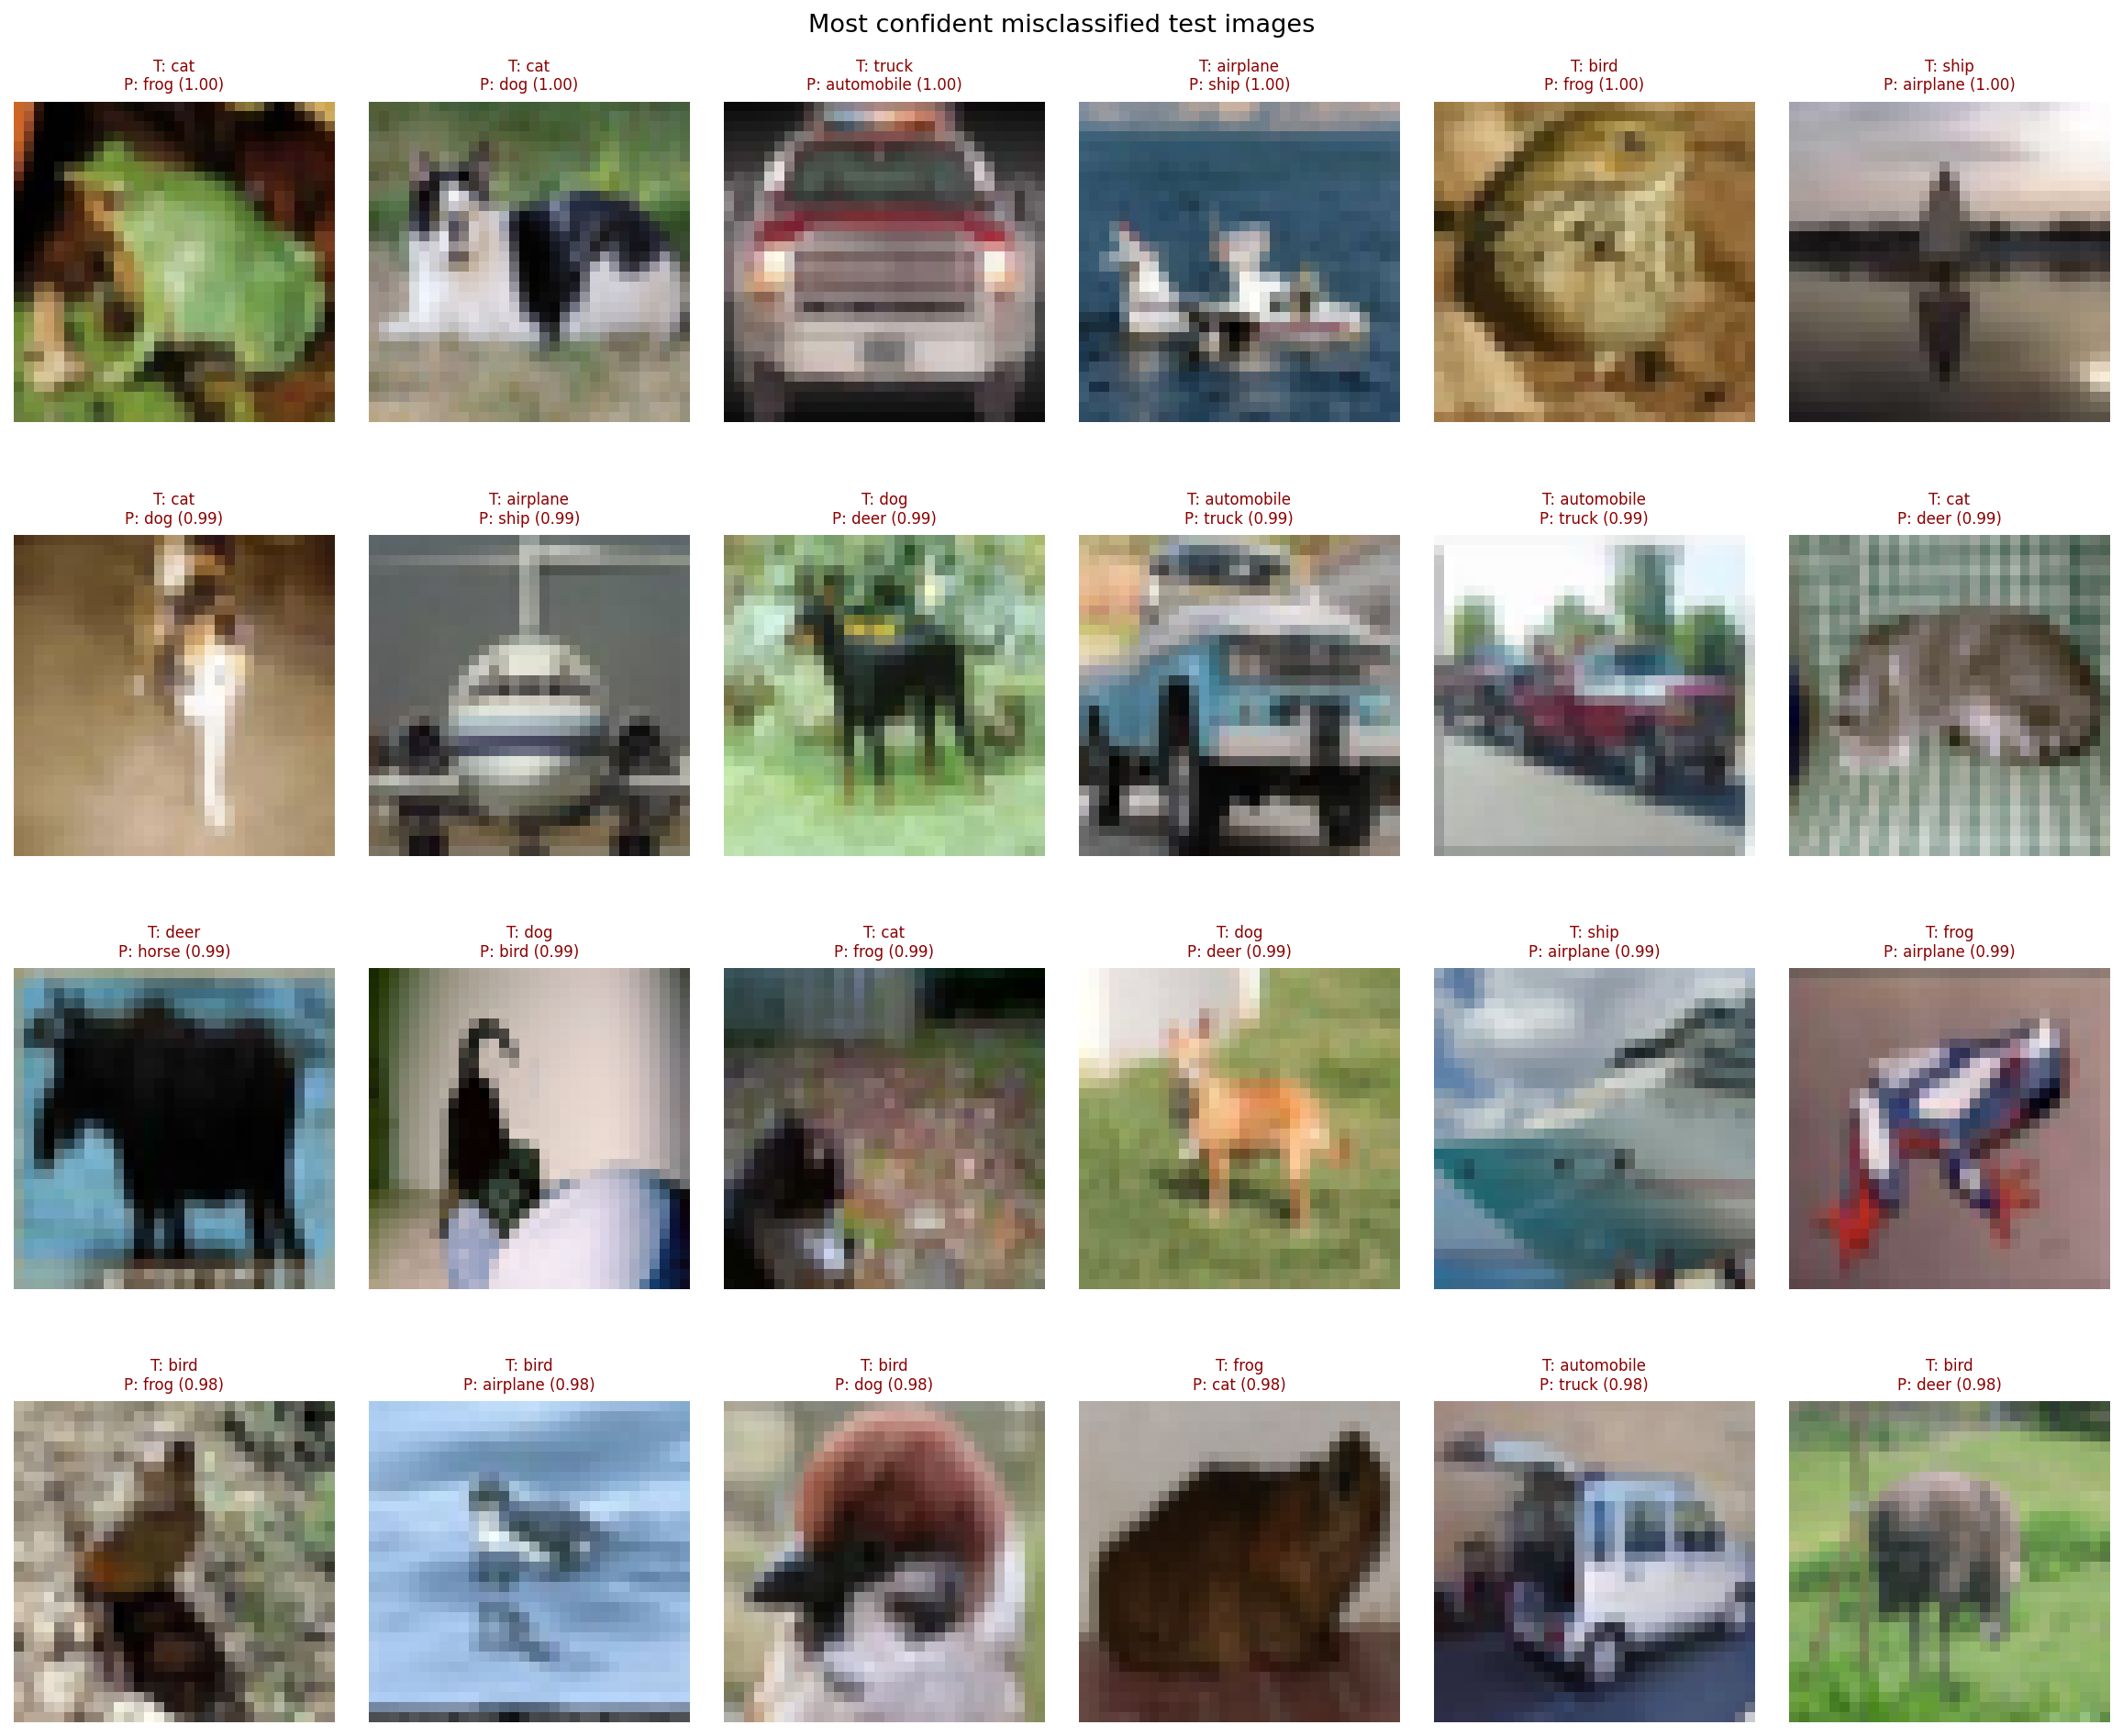 Most confident misclassified test images
T: cat
P: frog (1.00)
T: cat
P: dog (1.00)
T: truck
P: automobile (1.00)
T: airplane
P: ship (1.00)
T: bird
P: frog (1.00)
T: ship
P: airplane (1.00)
T: cat
P: dog (0.99)
T: airplane
P: ship (0.99)
T: dog
P: deer (0.99)
T: automobile
P: truck (0.99)
T: automobile
P: truck (0.99)
T: cat
P: deer (0.99)
T: deer
P: horse (0.99)
T: dog
P: bird (0.99)
T: cat
P: frog (0.99)
T: dog
P: deer (0.99)
T: ship
P: airplane (0.99)
T: frog
P: airplane (0.99)
T: bird
P: frog (0.98)
T: bird
P: airplane (0.98)
T: bird
P: dog (0.98)
T: frog
P: cat (0.98)
T: automobile
P: truck (0.98)
T: bird
P: deer (0.98)